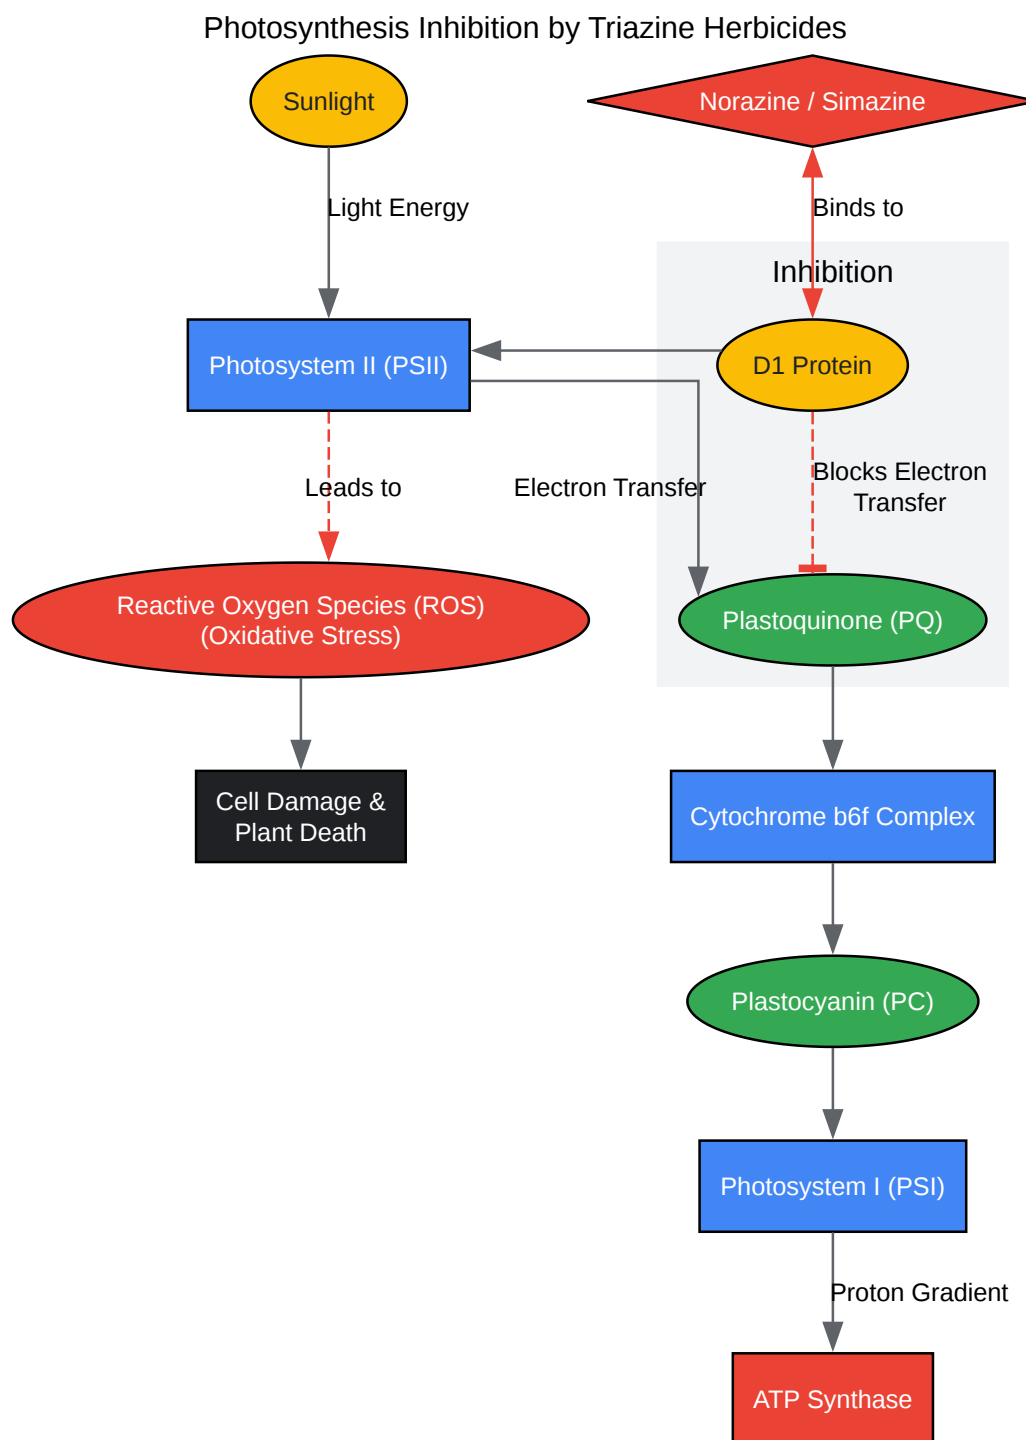 Photosynthesis Inhibition by Triazine Herbicides
Sunlight
Norazine / Simazine
Light Energy
Binds to
Inhibition
Photosystem II (PSII)
D1 Protein
Leads to
Electron Transfer
Blocks Electron
Transfer
Reactive Oxygen Species (ROS)
(Oxidative Stress)
Plastoquinone (PQ)
Cell Damage &
Plant Death
Cytochrome b6f Complex
Plastocyanin (PC)
Photosystem I (PSI)
Proton Gradient
ATP Synthase